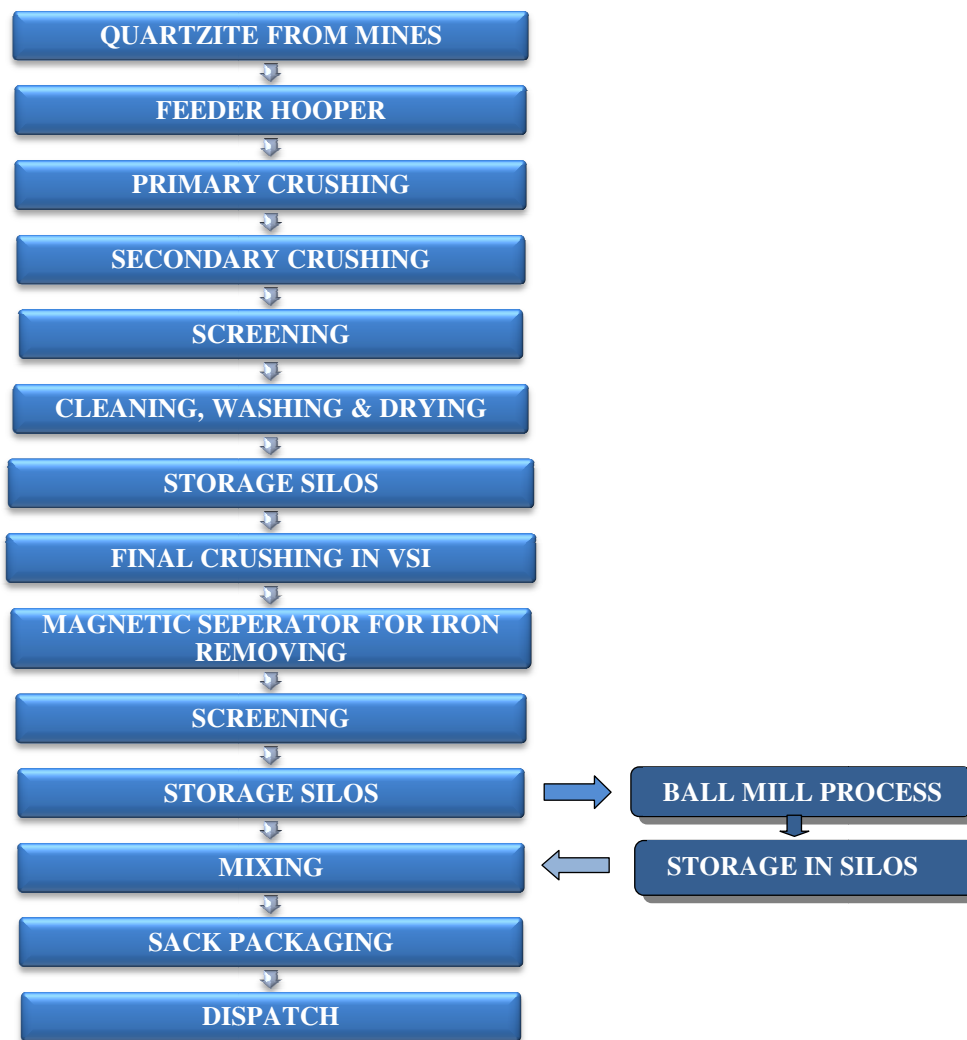 QUARTZITE FROM MINES
FEEDER HOOPER
PRIMARY CRUSHING
SECONDARY CRUSHING
SCREENING
CLEANING, WASHING & DRYING
STORAGE SILOS
FINAL CRUSHING IN VSI
MAGNETIC SEPERATOR FOR IRON
REMOVING
SCREENING
STORAGE SILOS
BALL MILL PROCESS
MIXING
STORAGE IN SILOS
SACK PACKAGING
DISPATCH